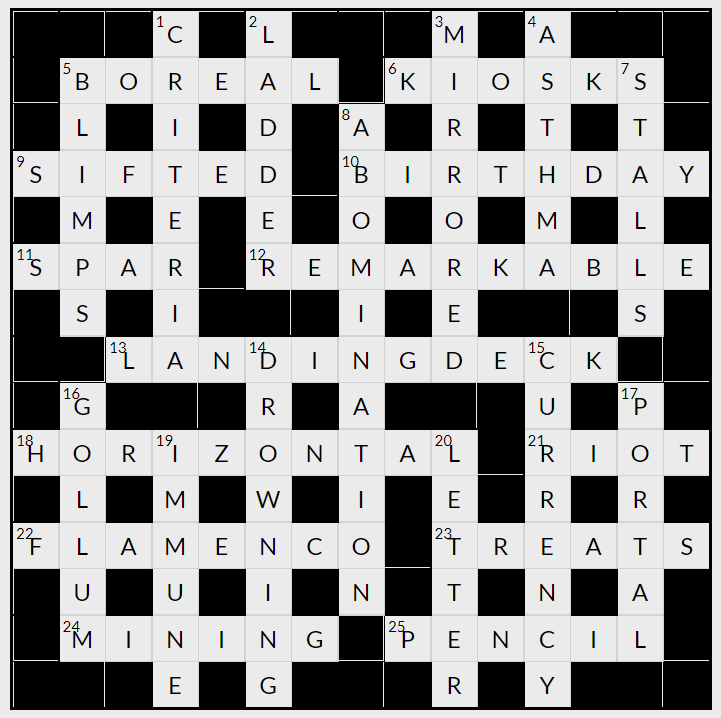 1 C 2 L 3 M 4 A
5 B O R E A L 6 K I O S K 7 S
L I D 8 A R T T
9 S I F T E D 10 B I R T H D A Y
M E E O O M L
11 S P A R 12 R E M A R K A B L E
S I I E S
13 L A N 14 D I N G D E 15 C K
16 G R A U 17 P
18 H O R 19 I Z O N T A 20 L 21 R I O T
L M W I E R R
22 F L A M E N C O 23 T R E A T S
U U I N T N A
24 M I N I N G 25 P E N C I L
E G R Y